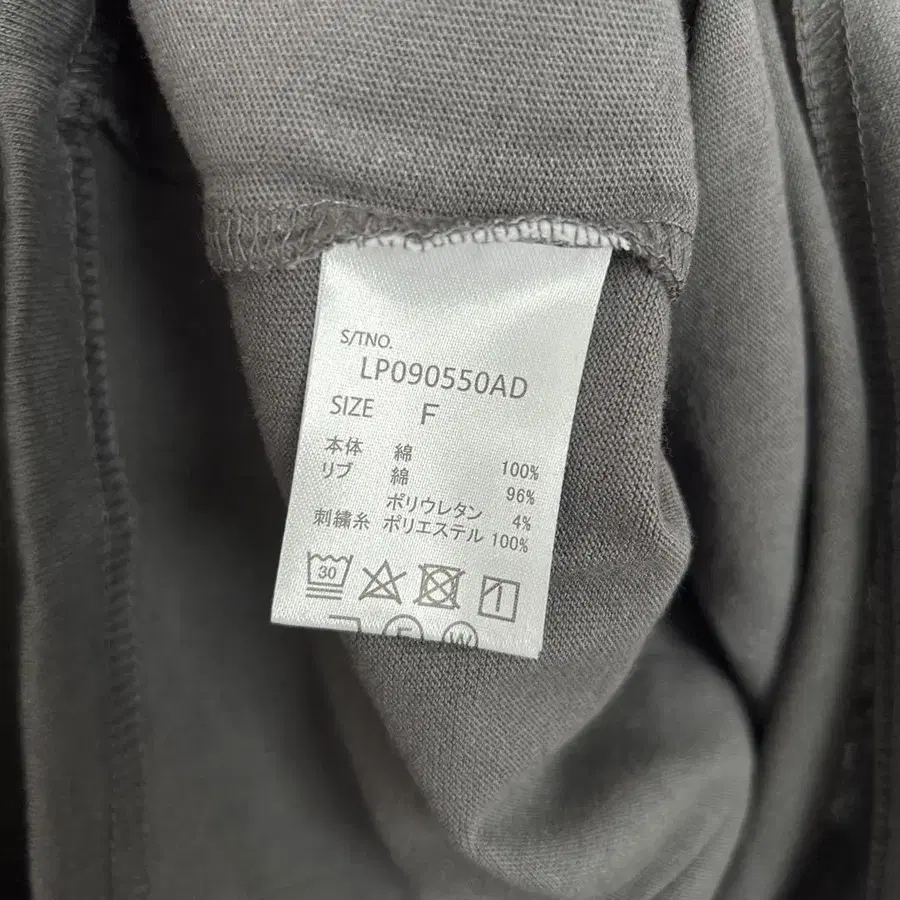 S/TNO.
LP090550AD
SIZE F
本体 綿 100%
リブ 綿 96%
ポリウレタン 4%
刺繍糸 ポリエステル 100%
30
F W